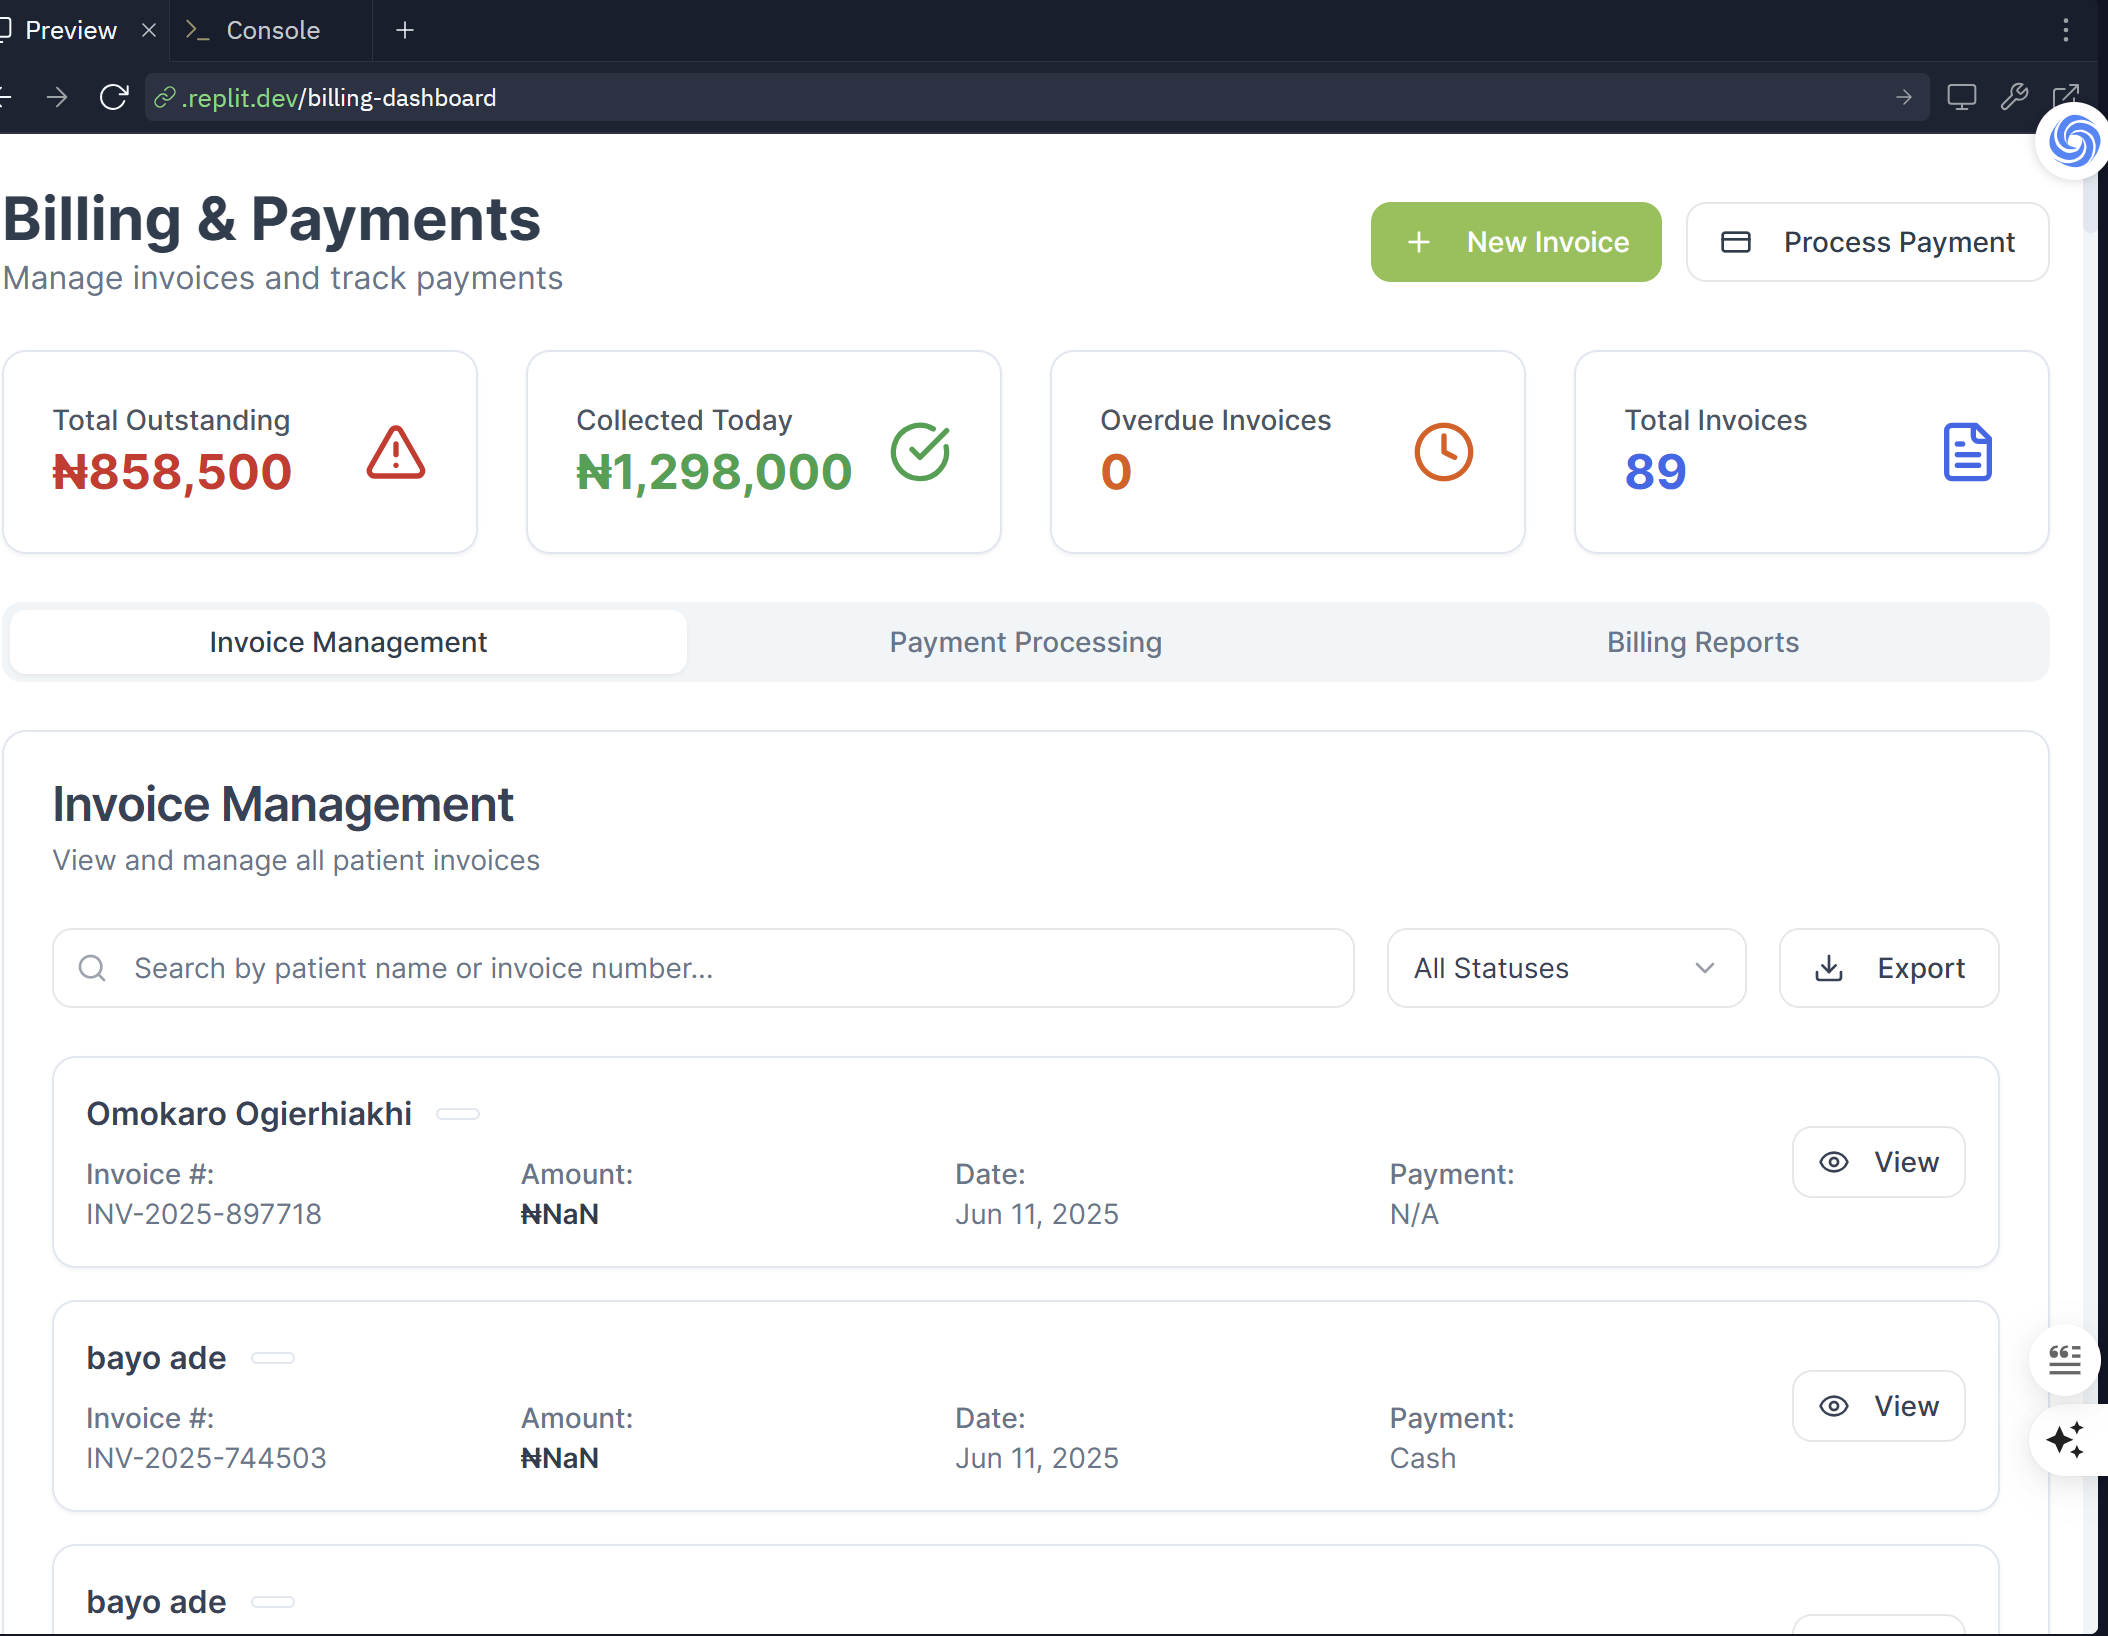 Preview
Console
.replit.dev/billing-dashboard
Billing & Payments
Manage invoices and track payments
New Invoice
Process Payment
Total Outstanding
₦858,500
Collected Today
₦1,298,000
Overdue Invoices
0
Total Invoices
89
Invoice Management
Payment Processing
Billing Reports
Invoice Management
View and manage all patient invoices
Search by patient name or invoice number...
All Statuses
Export
Omokaro Ogierhiakhi
Invoice #:
INV-2025-897718
Amount:
₦NaN
Date:
Jun 11, 2025
Payment:
N/A
View
bayo ade
Invoice #:
INV-2025-744503
Amount:
₦NaN
Date:
Jun 11, 2025
Payment:
Cash
View
bayo ade